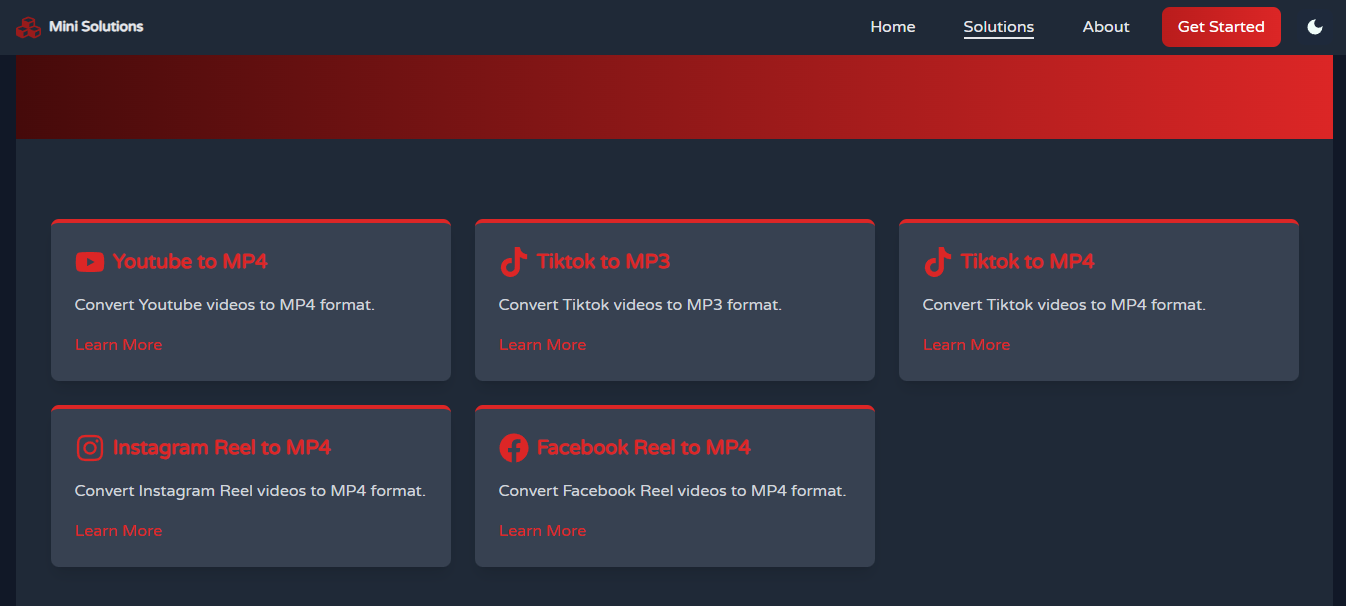 Mini Solutions
Home
Solutions
About
Get Started
Youtube to MP4
Convert Youtube videos to MP4 format.
Learn More
Tiktok to MP3
Convert Tiktok videos to MP3 format.
Learn More
Tiktok to MP4
Convert Tiktok videos to MP4 format.
Learn More
Instagram Reel to MP4
Convert Instagram Reel videos to MP4 format.
Learn More
Facebook Reel to MP4
Convert Facebook Reel videos to MP4 format.
Learn More